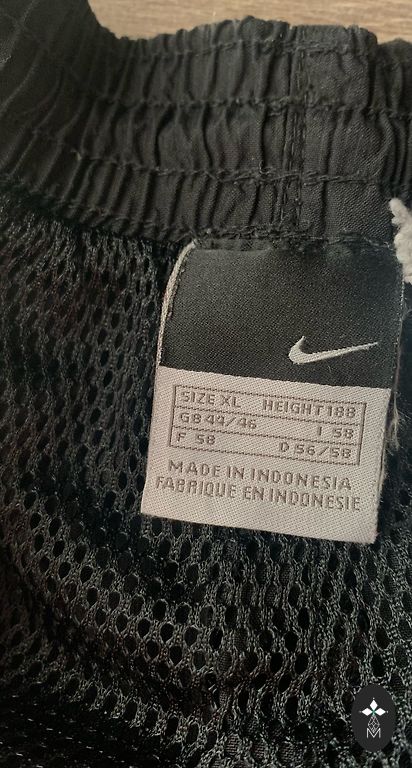 SIZE XL HEIGHT 188
GB 44/46 I 58
F 58 D 56/58
MADE IN INDONESIA
FABRIQUE EN INDONESIE